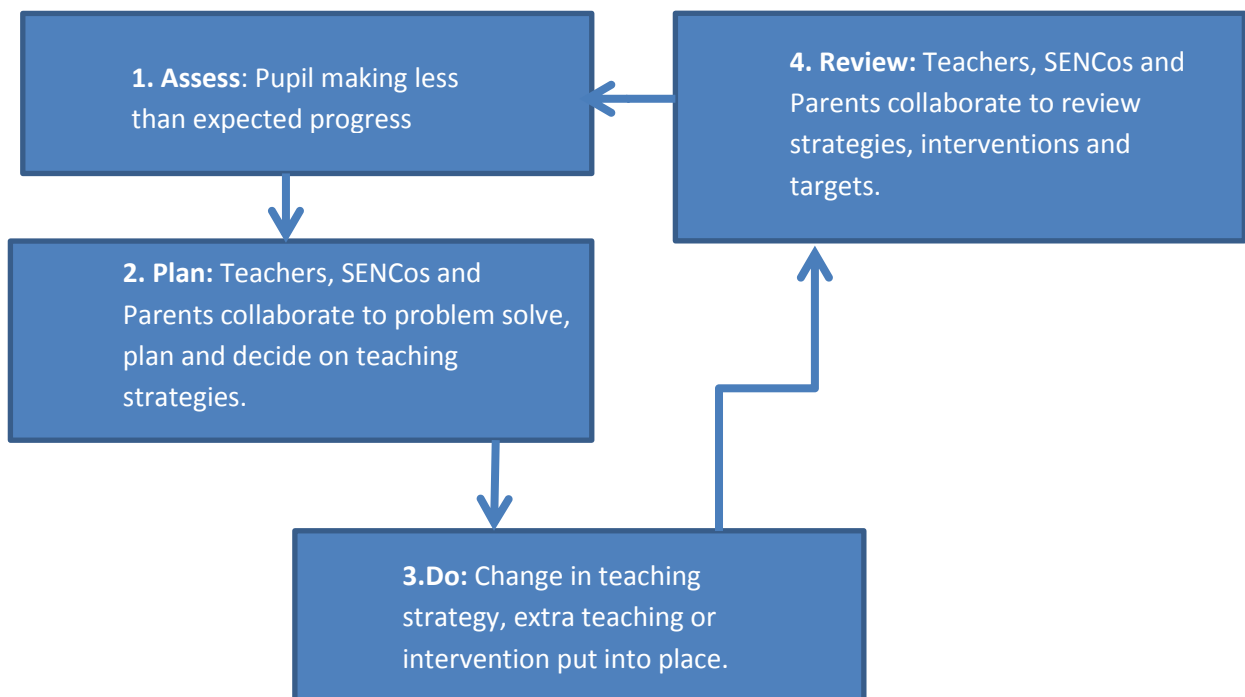 1. Assess: Pupil making less
than expected progress
2. Plan: Teachers, SENCos and
Parents collaborate to problem solve,
plan and decide on teaching
strategies.
3.Do: Change in teaching
strategy, extra teaching or
intervention put into place.
4. Review: Teachers, SENCos and
Parents collaborate to review
strategies, interventions and
targets.